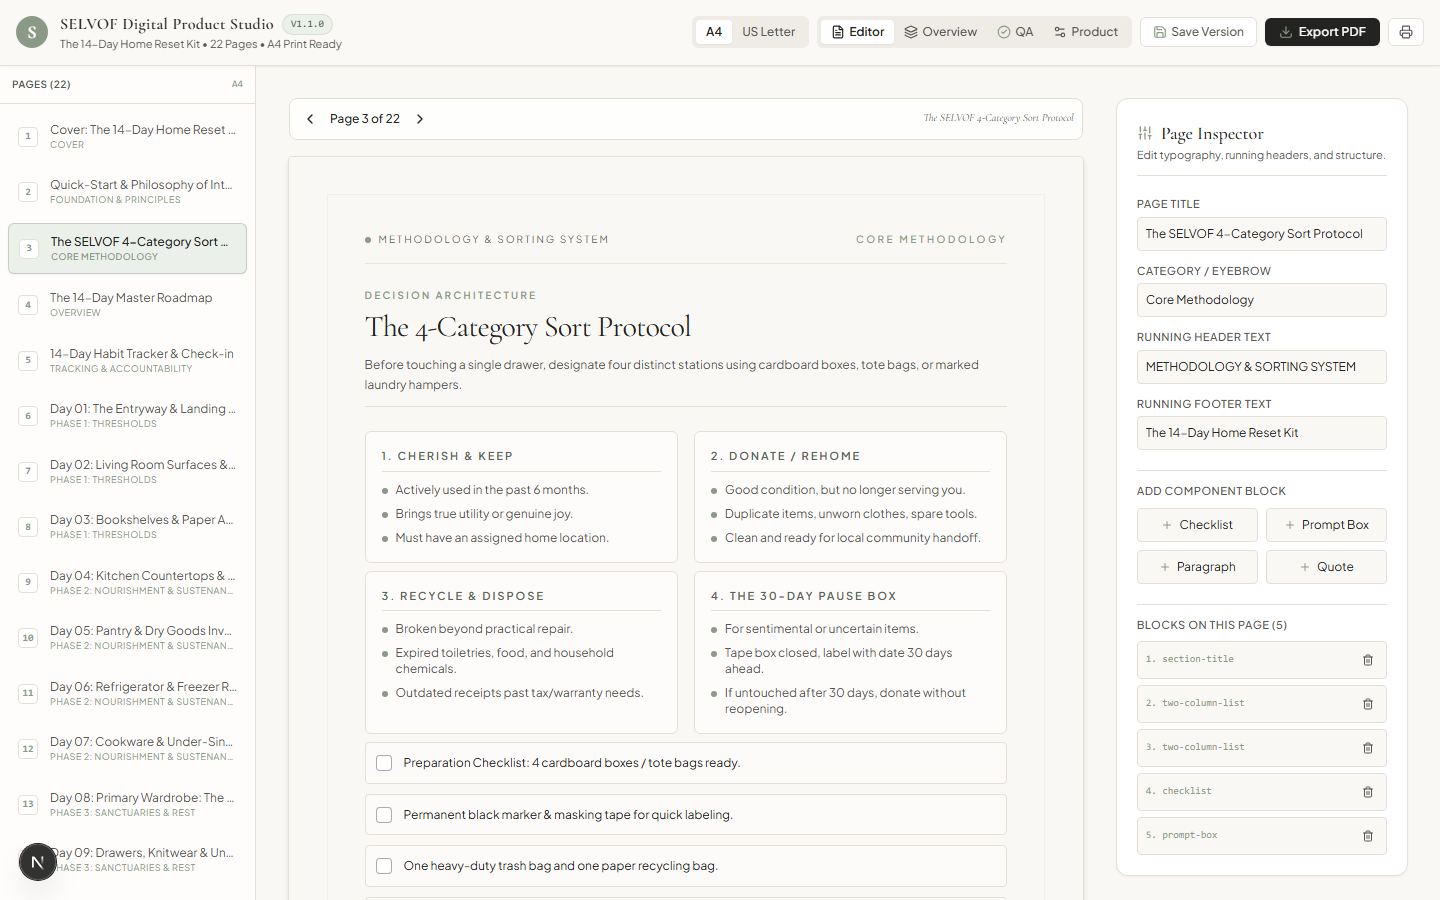 S
SELVOF Digital Product Studio
V1.1.0
The 14–Day Home Reset Kit • 22 Pages • A4 Print Ready
A4
US Letter
Editor
Overview
QA
Product
Save Version
Export PDF
PAGES (22)
A4
1
Cover: The 14–Day Home Reset ...
COVER
2
Quick-Start & Philosophy of Int...
FOUNDATION & PRINCIPLES
3
The SELVOF 4–Category Sort ...
CORE METHODOLOGY
4
The 14–Day Master Roadmap
OVERVIEW
5
14–Day Habit Tracker & Check-in
TRACKING & ACCOUNTABILITY
6
Day 01: The Entryway & Landing ...
PHASE 1: THRESHOLDS
7
Day 02: Living Room Surfaces &...
PHASE 1: THRESHOLDS
8
Day 03: Bookshelves & Paper A...
PHASE 1: THRESHOLDS
9
Day 04: Kitchen Countertops & ...
PHASE 2: NOURISHMENT & SUSTENAN...
10
Day 05: Pantry & Dry Goods Inv...
PHASE 2: NOURISHMENT & SUSTENAN...
11
Day 06: Refrigerator & Freezer R...
PHASE 2: NOURISHMENT & SUSTENAN...
12
Day 07: Cookware & Under-Sin...
PHASE 2: NOURISHMENT & SUSTENAN...
13
Day 08: Primary Wardrobe: The ...
PHASE 3: SANCTUARIES & REST
N
Day 09: Drawers, Knitwear & Un...
PHASE 3: SANCTUARIES & REST
Page 3 of 22
The SELVOF 4-Category Sort Protocol
METHODOLOGY & SORTING SYSTEM
CORE METHODOLOGY
DECISION ARCHITECTURE
The 4-Category Sort Protocol
Before touching a single drawer, designate four distinct stations using cardboard boxes, tote bags, or marked
laundry hampers.
1. CHERISH & KEEP
Actively used in the past 6 months.
Brings true utility or genuine joy.
Must have an assigned home location.
2. DONATE / REHOME
Good condition, but no longer serving you.
Duplicate items, unworn clothes, spare tools.
Clean and ready for local community handoff.
3. RECYCLE & DISPOSE
Broken beyond practical repair.
Expired toiletries, food, and household
chemicals.
Outdated receipts past tax/warranty needs.
4. THE 30-DAY PAUSE BOX
For sentimental or uncertain items.
Tape box closed, label with date 30 days
ahead.
If untouched after 30 days, donate without
reopening.
Preparation Checklist: 4 cardboard boxes / tote bags ready.
Permanent black marker & masking tape for quick labeling.
One heavy-duty trash bag and one paper recycling bag.
Page Inspector
Edit typography, running headers, and structure.
PAGE TITLE
The SELVOF 4–Category Sort Protocol
CATEGORY / EYEBROW
Core Methodology
RUNNING HEADER TEXT
METHODOLOGY & SORTING SYSTEM
RUNNING FOOTER TEXT
The 14–Day Home Reset Kit
ADD COMPONENT BLOCK
+ Checklist
+ Prompt Box
+ Paragraph
+ Quote
BLOCKS ON THIS PAGE (5)
1. section-title
2. two-column-list
3. two-column-list
4. checklist
5. prompt-box